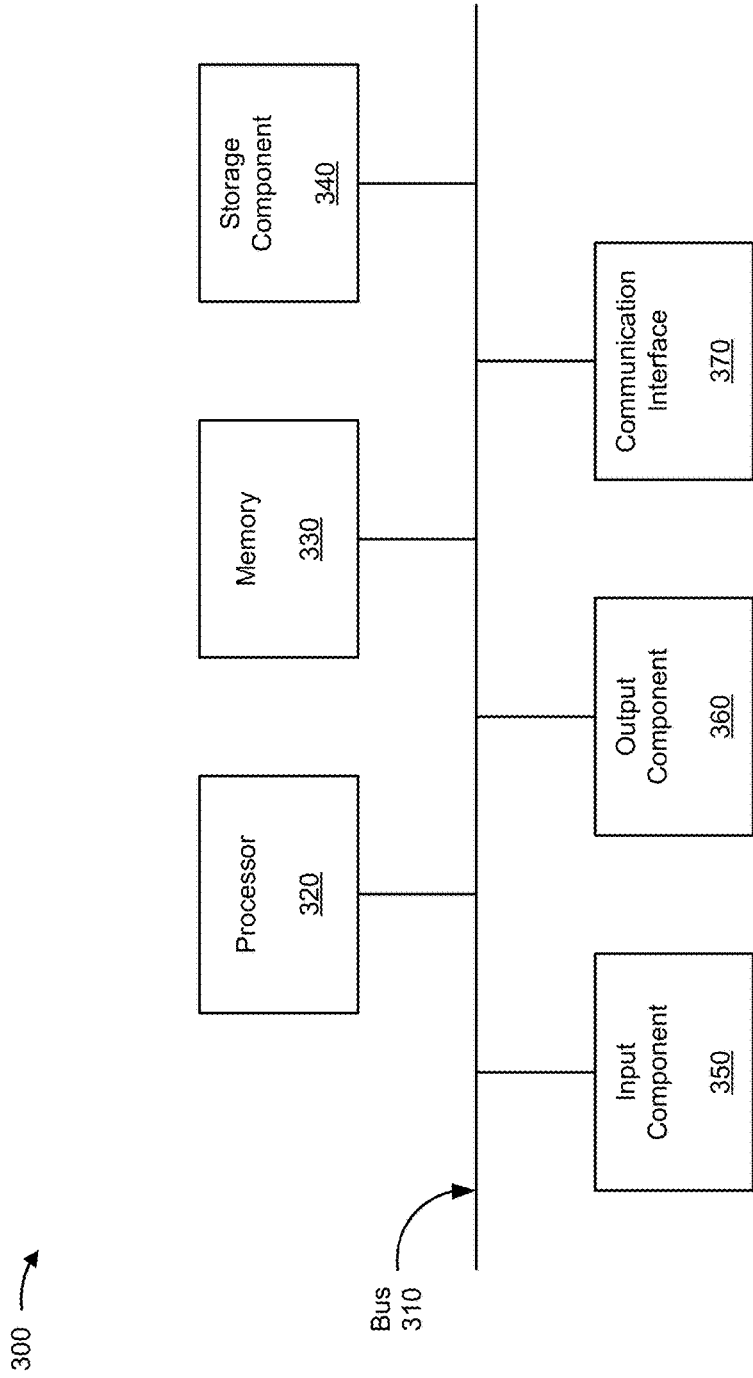 300
Processor
320
Memory
330
Storage
Component
340
Bus
310
Input
Component
350
Output
Component
360
Communication
Interface
370